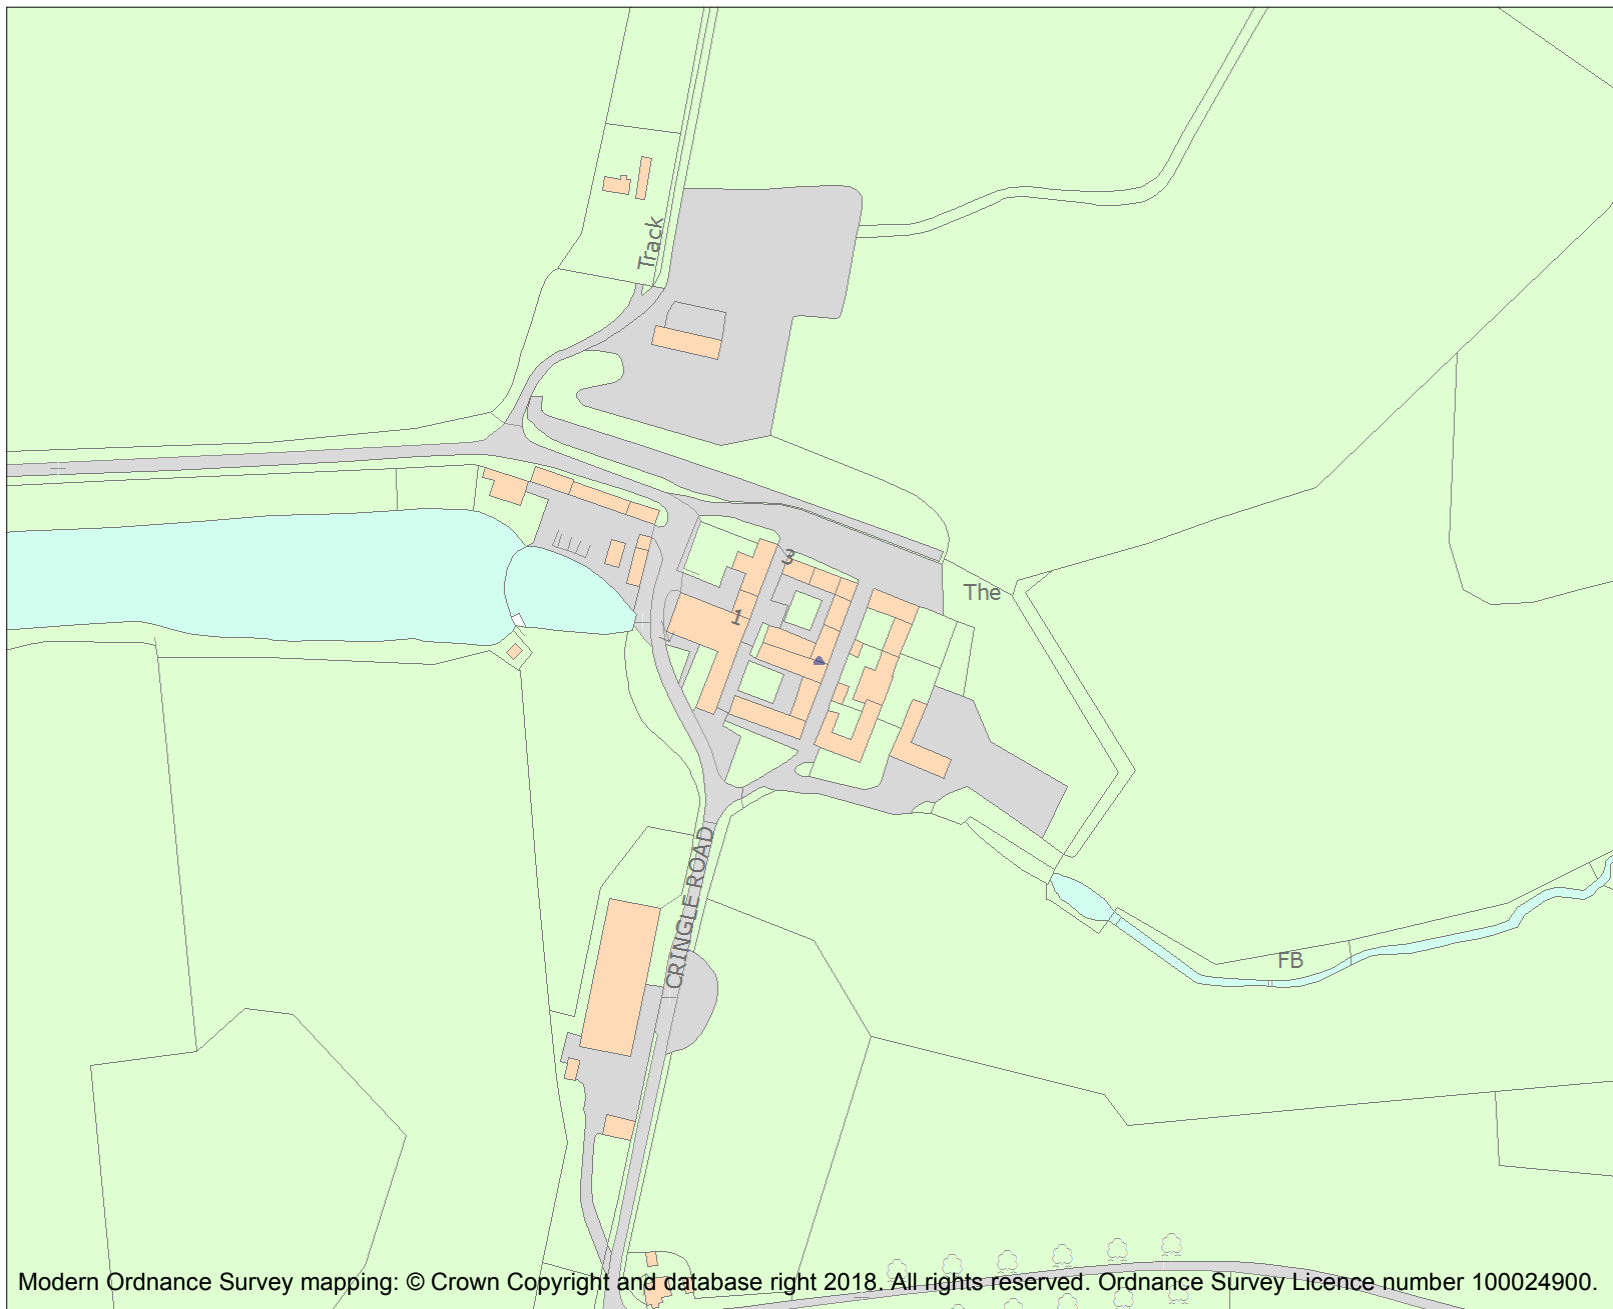 Track
3
The
1
CRINGLE ROAD
FB
Modern Ordnance Survey mapping: © Crown Copyright and database right 2018. All rights reserved. Ordnance Survey Licence number 100024900.